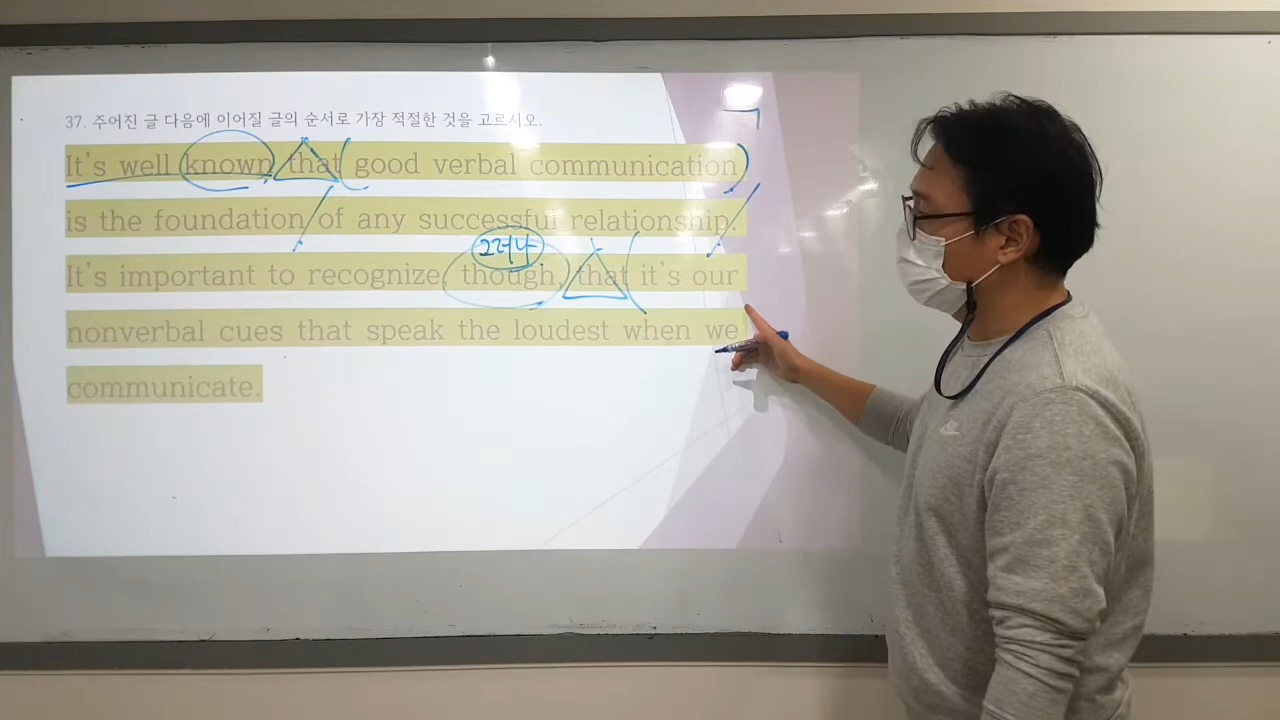 37. 주어진 글 다음에 이어질 글의 순서로 가장 적절한 것을 고르시오.
It's well known that good verbal communication
is the foundation of any successful relationship.
그러나
It's important to recognize, though, that it's our
nonverbal cues that speak the loudest when we
communicate.